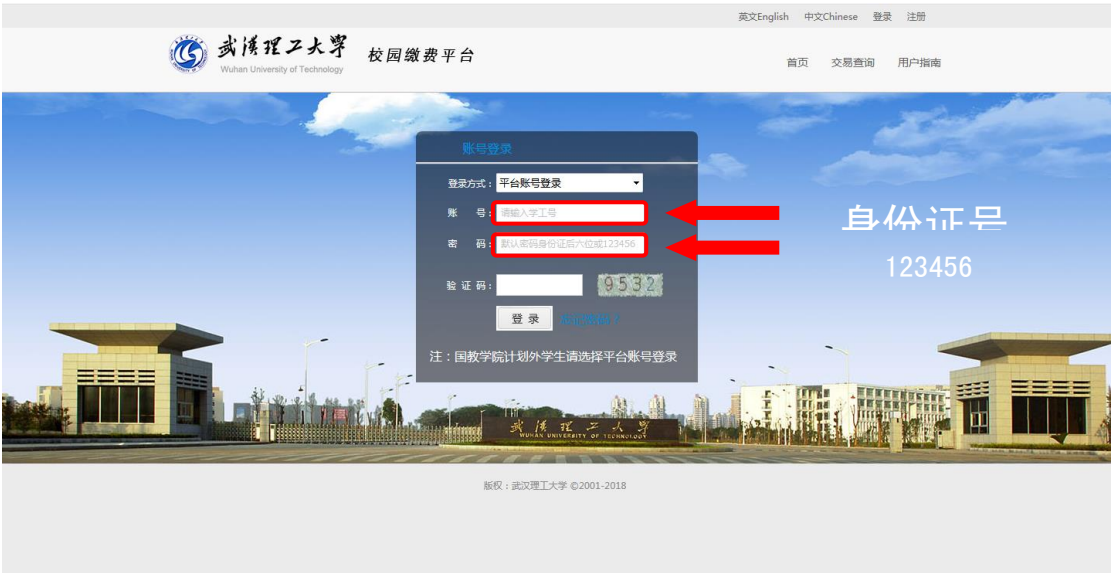 英文English 中文Chinese 登录 注册
武漢理工大學
Wuhan University of Technology
校园缴费平台
首页 交易查询 用户指南
账号登录
登录方式: 平台账号登录
账 号: 请输入学工号
密 码: 默认密码身份证后六位或123456
验 证 码: 9532
登 录 忘记密码?
注:国教学院计划外学生请选择平台账号登录
身份证号
123456
武漢理工大學
WUHAN UNIVERSITY OF TECHNOLOGY
版权:武汉理工大学 ©2001-2018